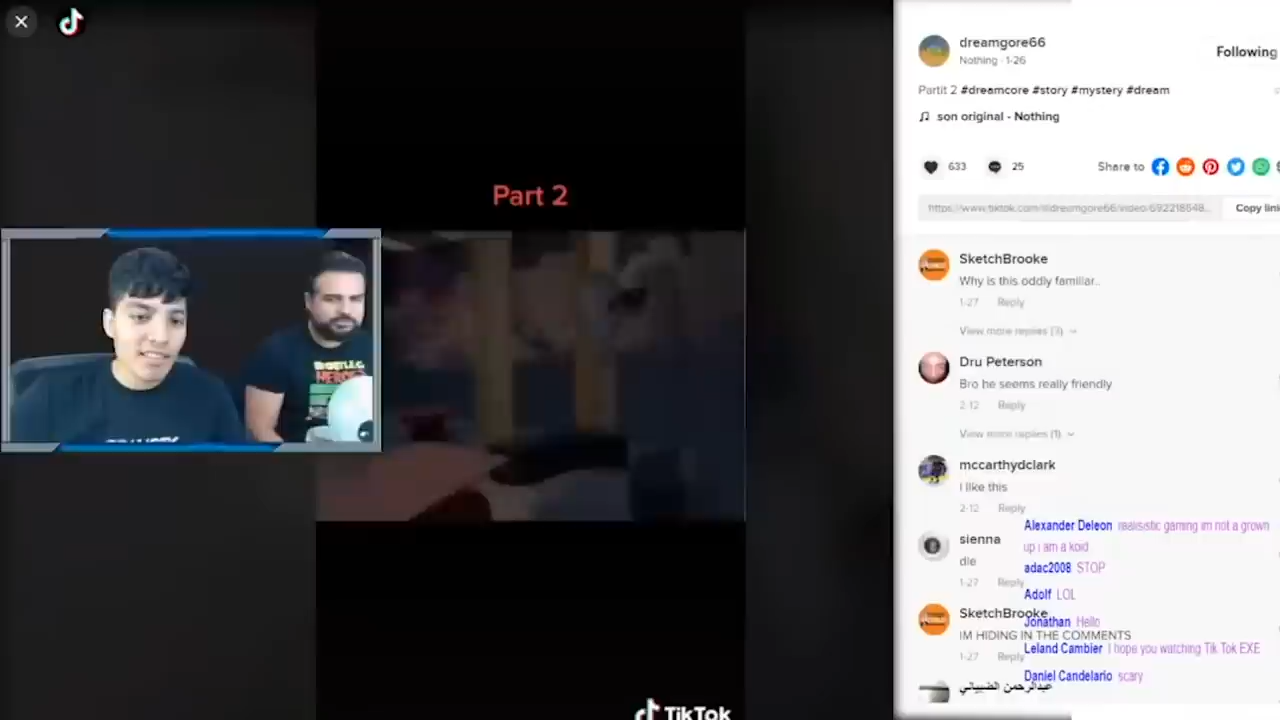 dreamgore66
Nothing · 1-26
Following
Partit 2 #dreamcore #story #mystery #dream
son original - Nothing
633
25
Share to
Copy link
Part 2
SketchBrooke
Why is this oddly familiar..
1-27 Reply
View more replies (3)
Dru Peterson
Bro he seems really friendly
2-12 Reply
View more replies (1)
mccarthydclark
I like this
2-12 Reply
Alexander Deleon realisistic gaming im not a grown
up i am a koid
sienna
die
adac2008 STOP
1-27 Reply
Adolf LOL
SketchBrooke
Jonathan Hello
IM HIDING IN THE COMMENTS
Leland Cambier I hope you watching Tik Tok EXE
1-27 Reply
Daniel Candelario scary
عبدالرحمن الضبياني
HEROES
TikTok